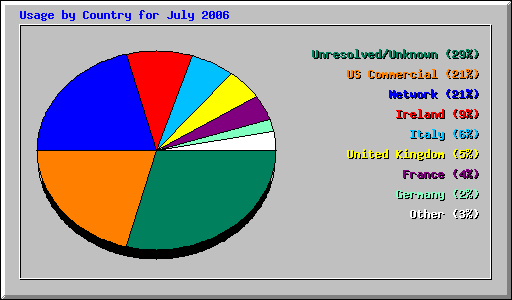 Usage by Country for July 2006
Unresolved/Unknown (29%)
US Commercial (21%)
Network (21%)
Ireland (9%)
Italy (6%)
United Kingdom (5%)
France (4%)
Germany (2%)
Other (3%)